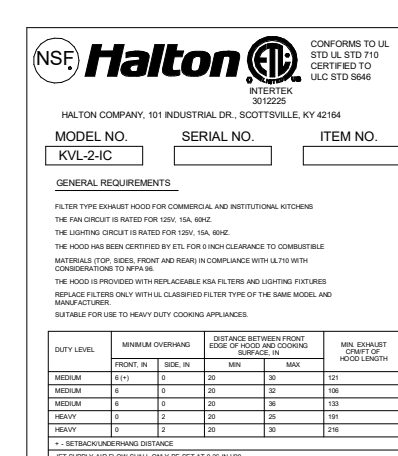 NSF Halton ETL LISTED
CONFORMS TO UL
STD UL STD 710
CERTIFIED TO
ULC STD S646
INTERTEK
3012225
HALTON COMPANY, 101 INDUSTRIAL DR., SCOTTSVILLE, KY 42164
MODEL NO. SERIAL NO. ITEM NO.
KVL-2-IC
GENERAL REQUIREMENTS
FILTER TYPE EXHAUST HOOD FOR COMMERCIAL AND INSTITUTIONAL KITCHENS
THE FAN CIRCUIT IS RATED FOR 125V, 15A, 60HZ.
THE LIGHTING CIRCUIT IS RATED FOR 125V, 15A, 60HZ.
THE HOOD HAS BEEN CERTIFIED BY ETL FOR 0 INCH CLEARANCE TO COMBUSTIBLE
MATERIALS (TOP, SIDES, FRONT AND REAR) IN COMPLIANCE WITH UL710 WITH
CONSIDERATIONS TO NFPA 96.
THE HOOD IS PROVIDED WITH REPLACEABLE KSA FILTERS AND LIGHTING FIXTURES
REPLACE FILTERS ONLY WITH UL CLASSIFIED FILTER TYPE OF THE SAME MODEL AND
MANUFACTURER.
SUITABLE FOR USE TO HEAVY DUTY COOKING APPLIANCES.
DUTY LEVEL MINIMUM OVERHANG DISTANCE BETWEEN FRONT EDGE OF HOOD AND COOKING SURFACE, IN MIN. EXHAUST CFM/FT OF HOOD LENGTH
FRONT, IN SIDE, IN MIN MAX
MEDIUM 6 (+) 0 20 30 121
MEDIUM 6 0 20 32 106
MEDIUM 6 0 20 36 133
HEAVY 0 2 20 25 191
HEAVY 0 2 20 30 216
+ - SETBACK/UNDERHANG DISTANCE